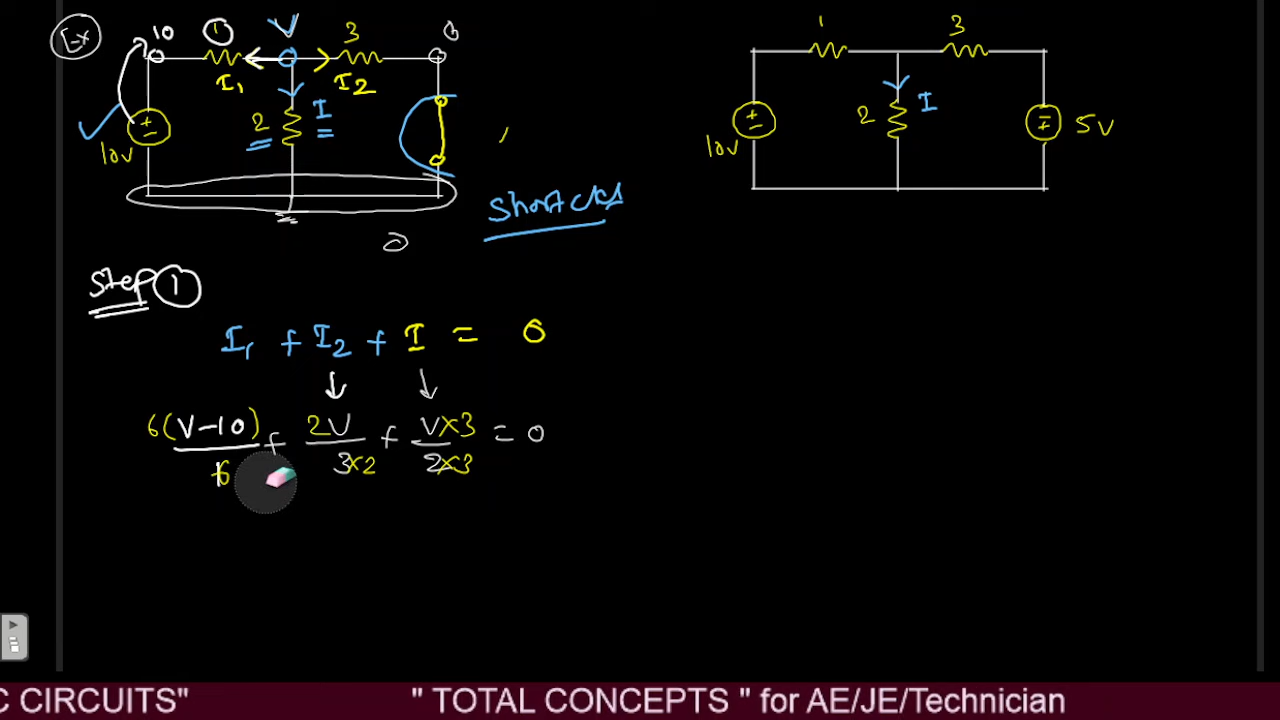 Ex
10 1 V 3 0
I1 I2
2 I
10V
0
Shortckt
1 3
2 I
10V 5V
Step 1
I1 + I2 + I = 0
6(V-10)/6 + 2V/3×2 + V×3/2×3 = 0
C CIRCUITS" " TOTAL CONCEPTS " for AE/JE/Technician